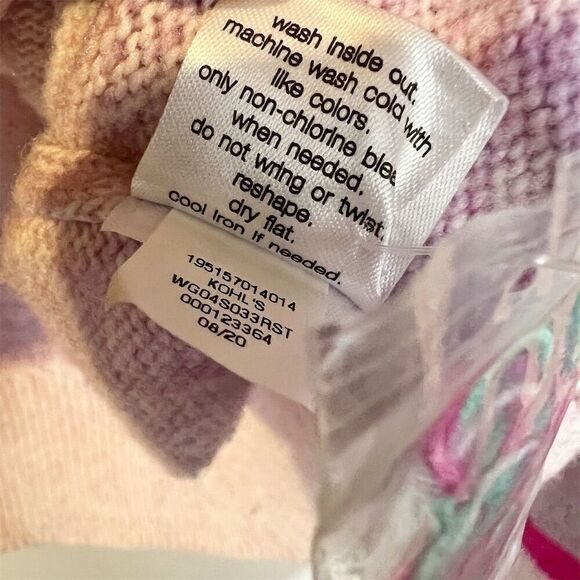 wash inside out.
machine wash cold with
like colors.
only non-chlorine
when needed.
do not wring or twist.
reshape.
dry flat.
cool iron if needed.
195157014014
KOHL'S
WG04S033RST
000123364
08/20